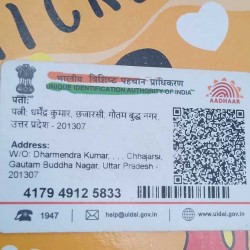 भारतीय विशिष्ट पहचान प्राधिकरण
UNIQUE IDENTIFICATION AUTHORITY OF INDIA
AADHAAR
पता:
पत्नी: धर्मेंद्र कुमार, छजारसी, गौतम बुद्ध नगर,
उत्तर प्रदेश - 201307
Address:
W/O: Dharmendra Kumar, . . . Chhajarsi,
Gautam Buddha Nagar, Uttar Pradesh -
201307
4179 4912 5833
1947
help@uidai.gov.in
www.uidai.gov.in